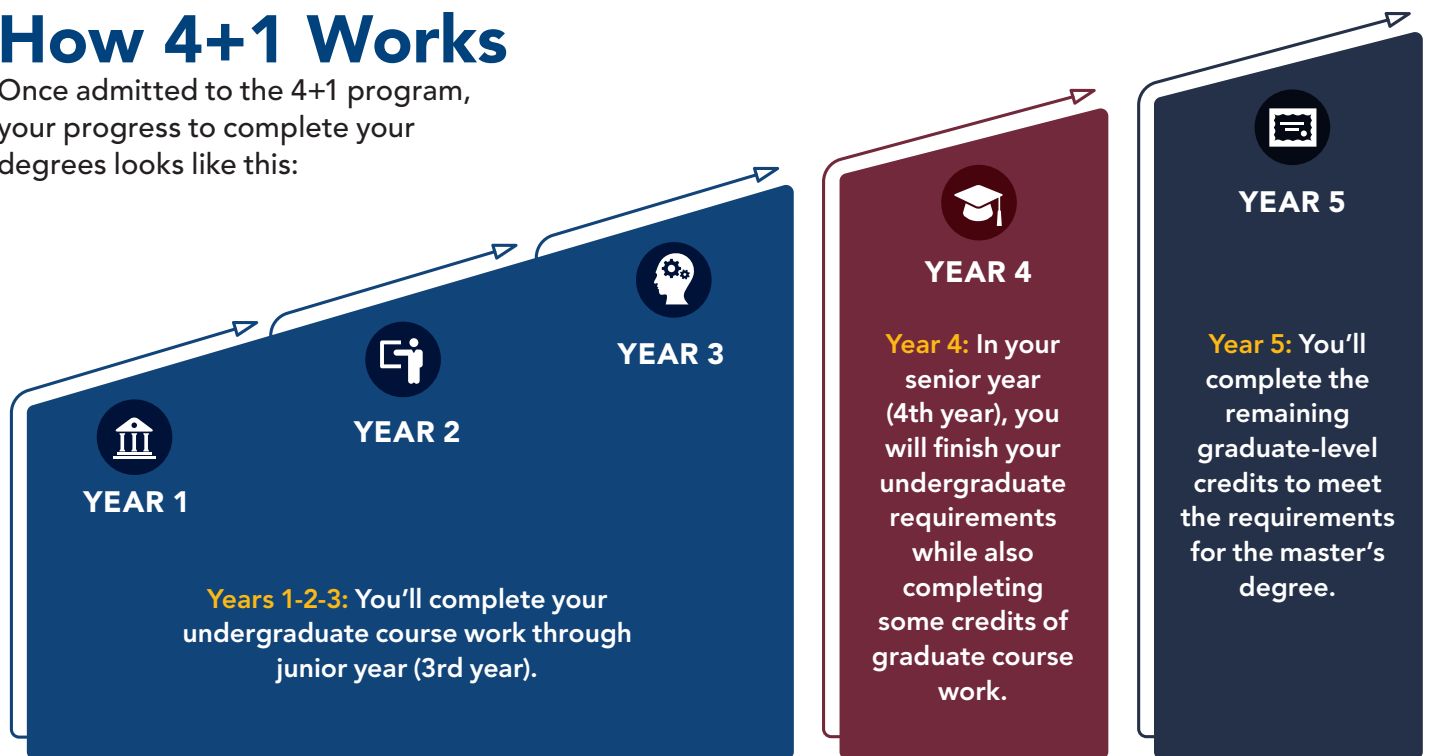 How 4+1 Works
Once admitted to the 4+1 program,
your progress to complete your
degrees looks like this:
YEAR 1
YEAR 2
YEAR 3
Years 1-2-3: You’ll complete your
undergraduate course work through
junior year (3rd year).
YEAR 4
Year 4: In your
senior year
(4th year), you
will finish your
undergraduate
requirements
while also
completing
some credits of
graduate course
work.
YEAR 5
Year 5: You’ll
complete the
remaining
graduate-level
credits to meet
the requirements
for the master’s
degree.